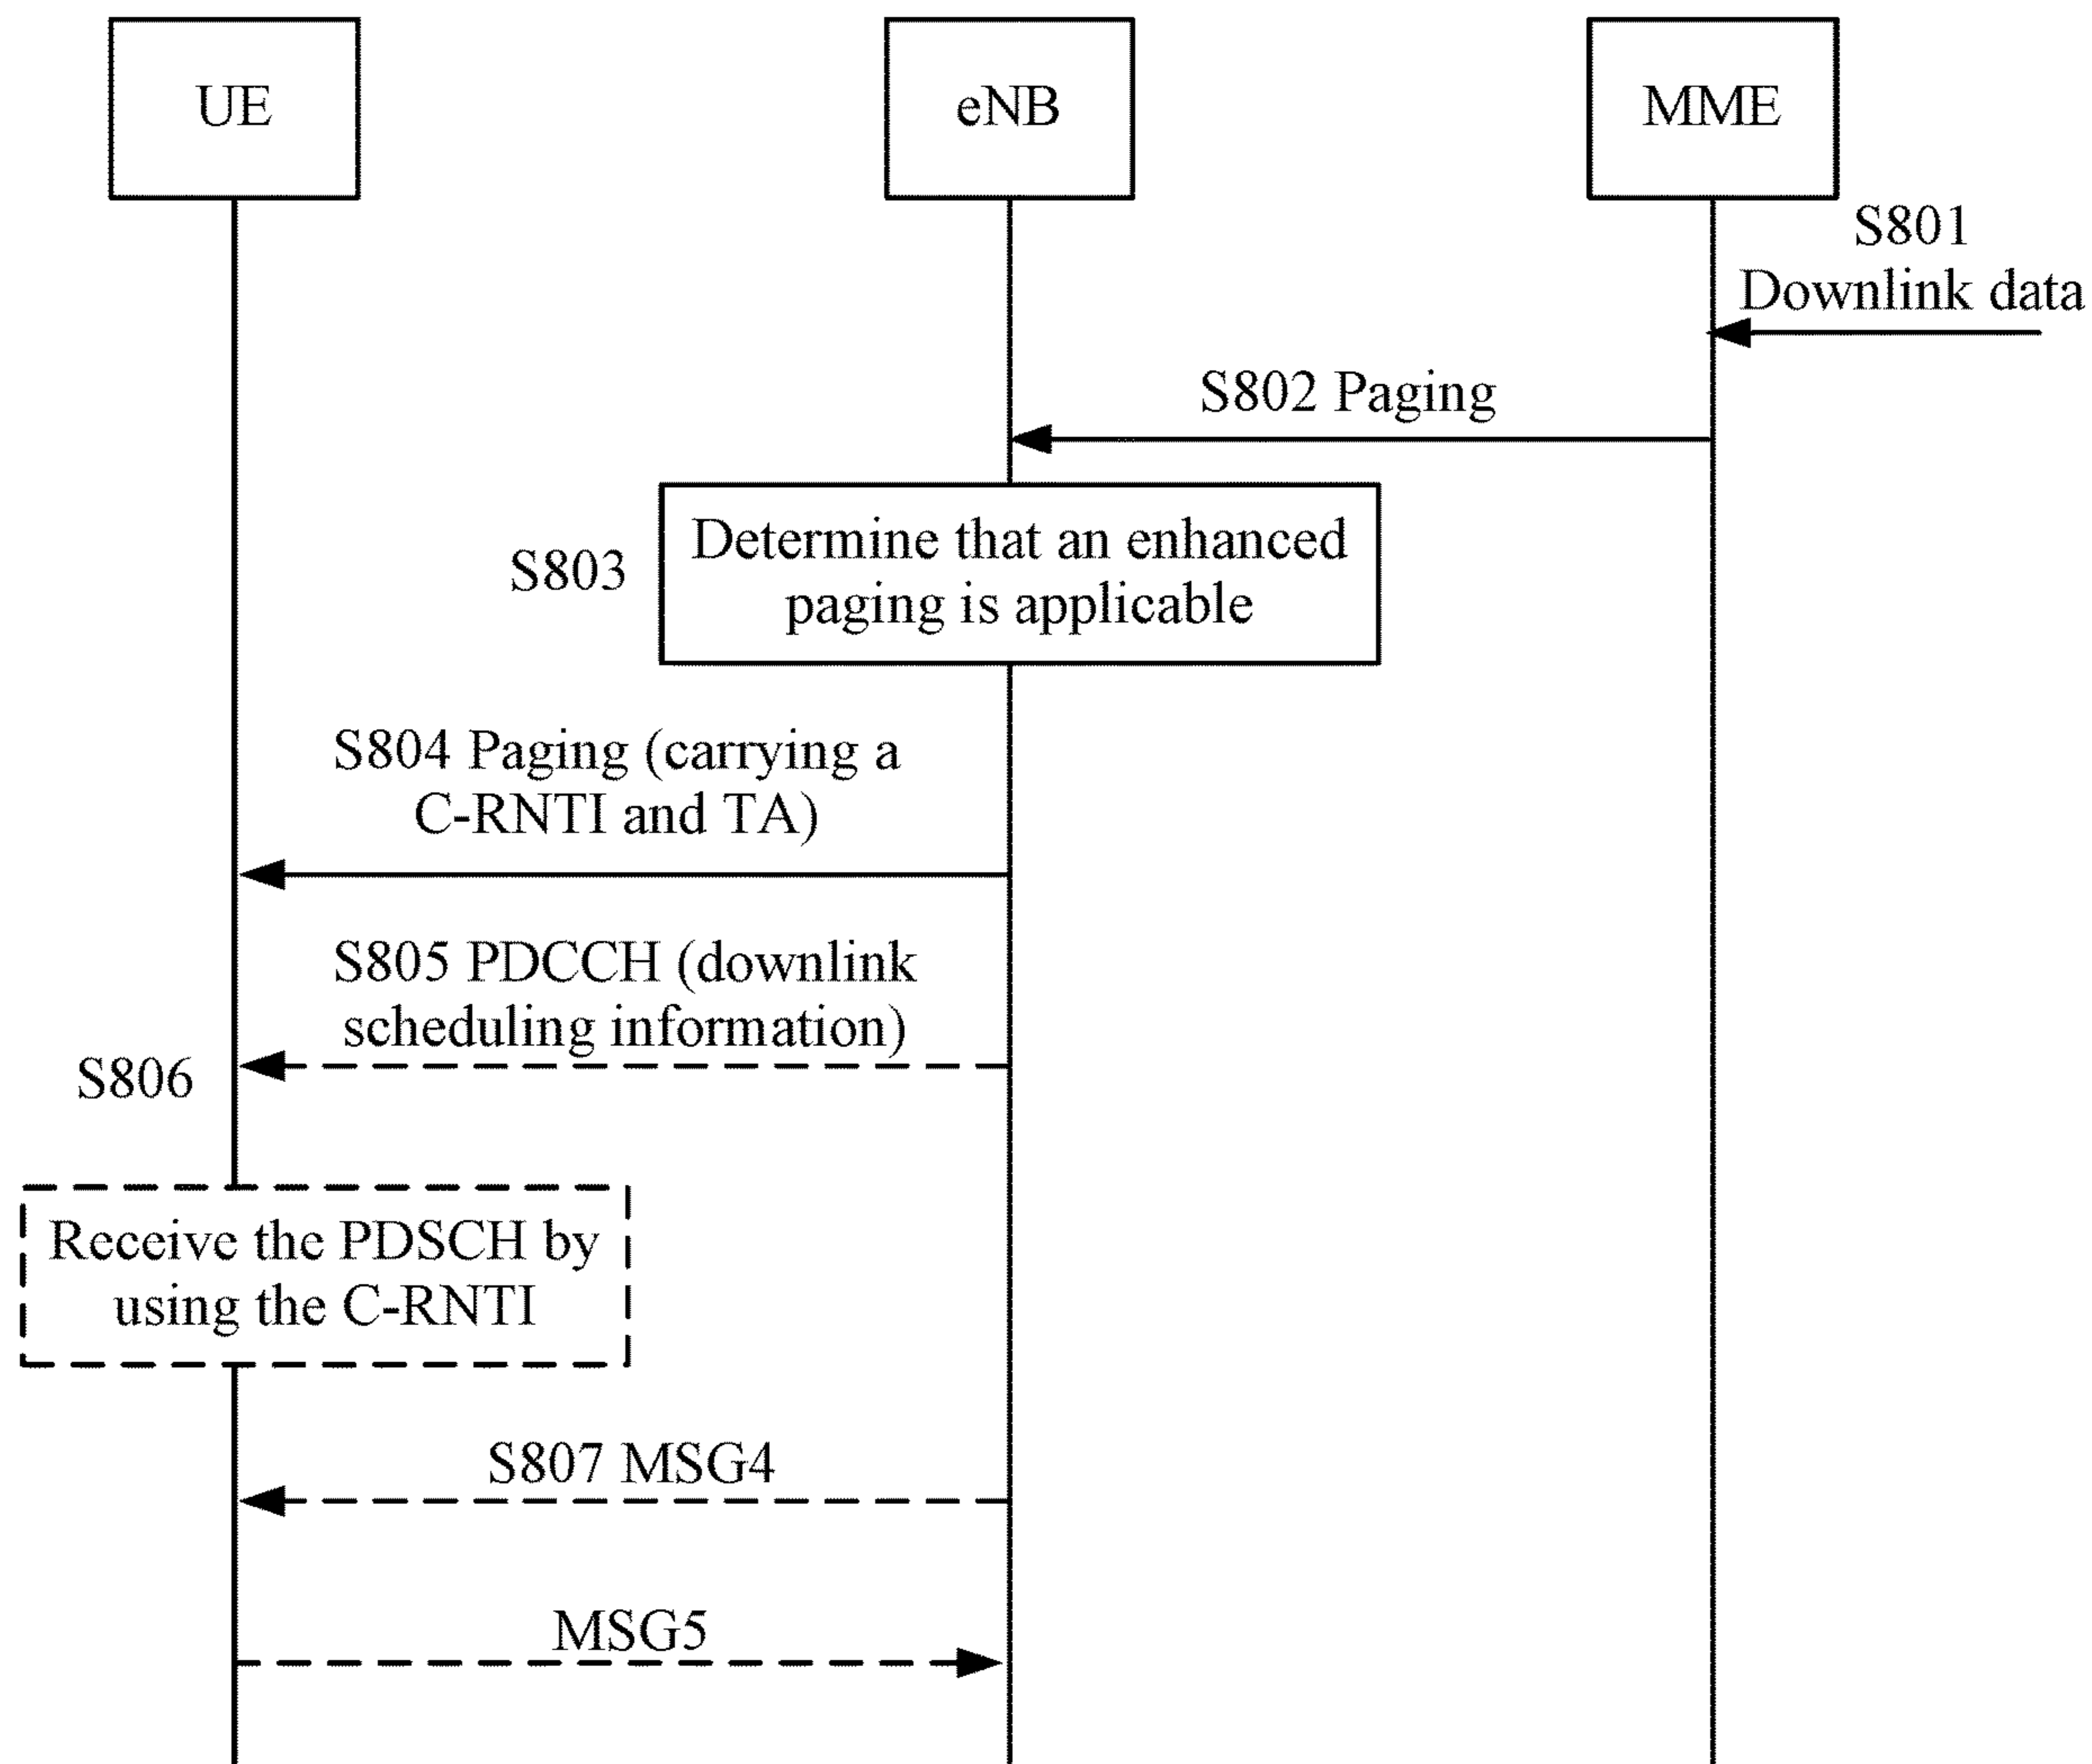 UE
eNB
MME
S801
Downlink data
S802 Paging
S803
Determine that an enhanced
paging is applicable
S804 Paging (carrying a
C-RNTI and TA)
S805 PDCCH (downlink
scheduling information)
S806
Receive the PDSCH by
using the C-RNTI
S807 MSG4
MSG5